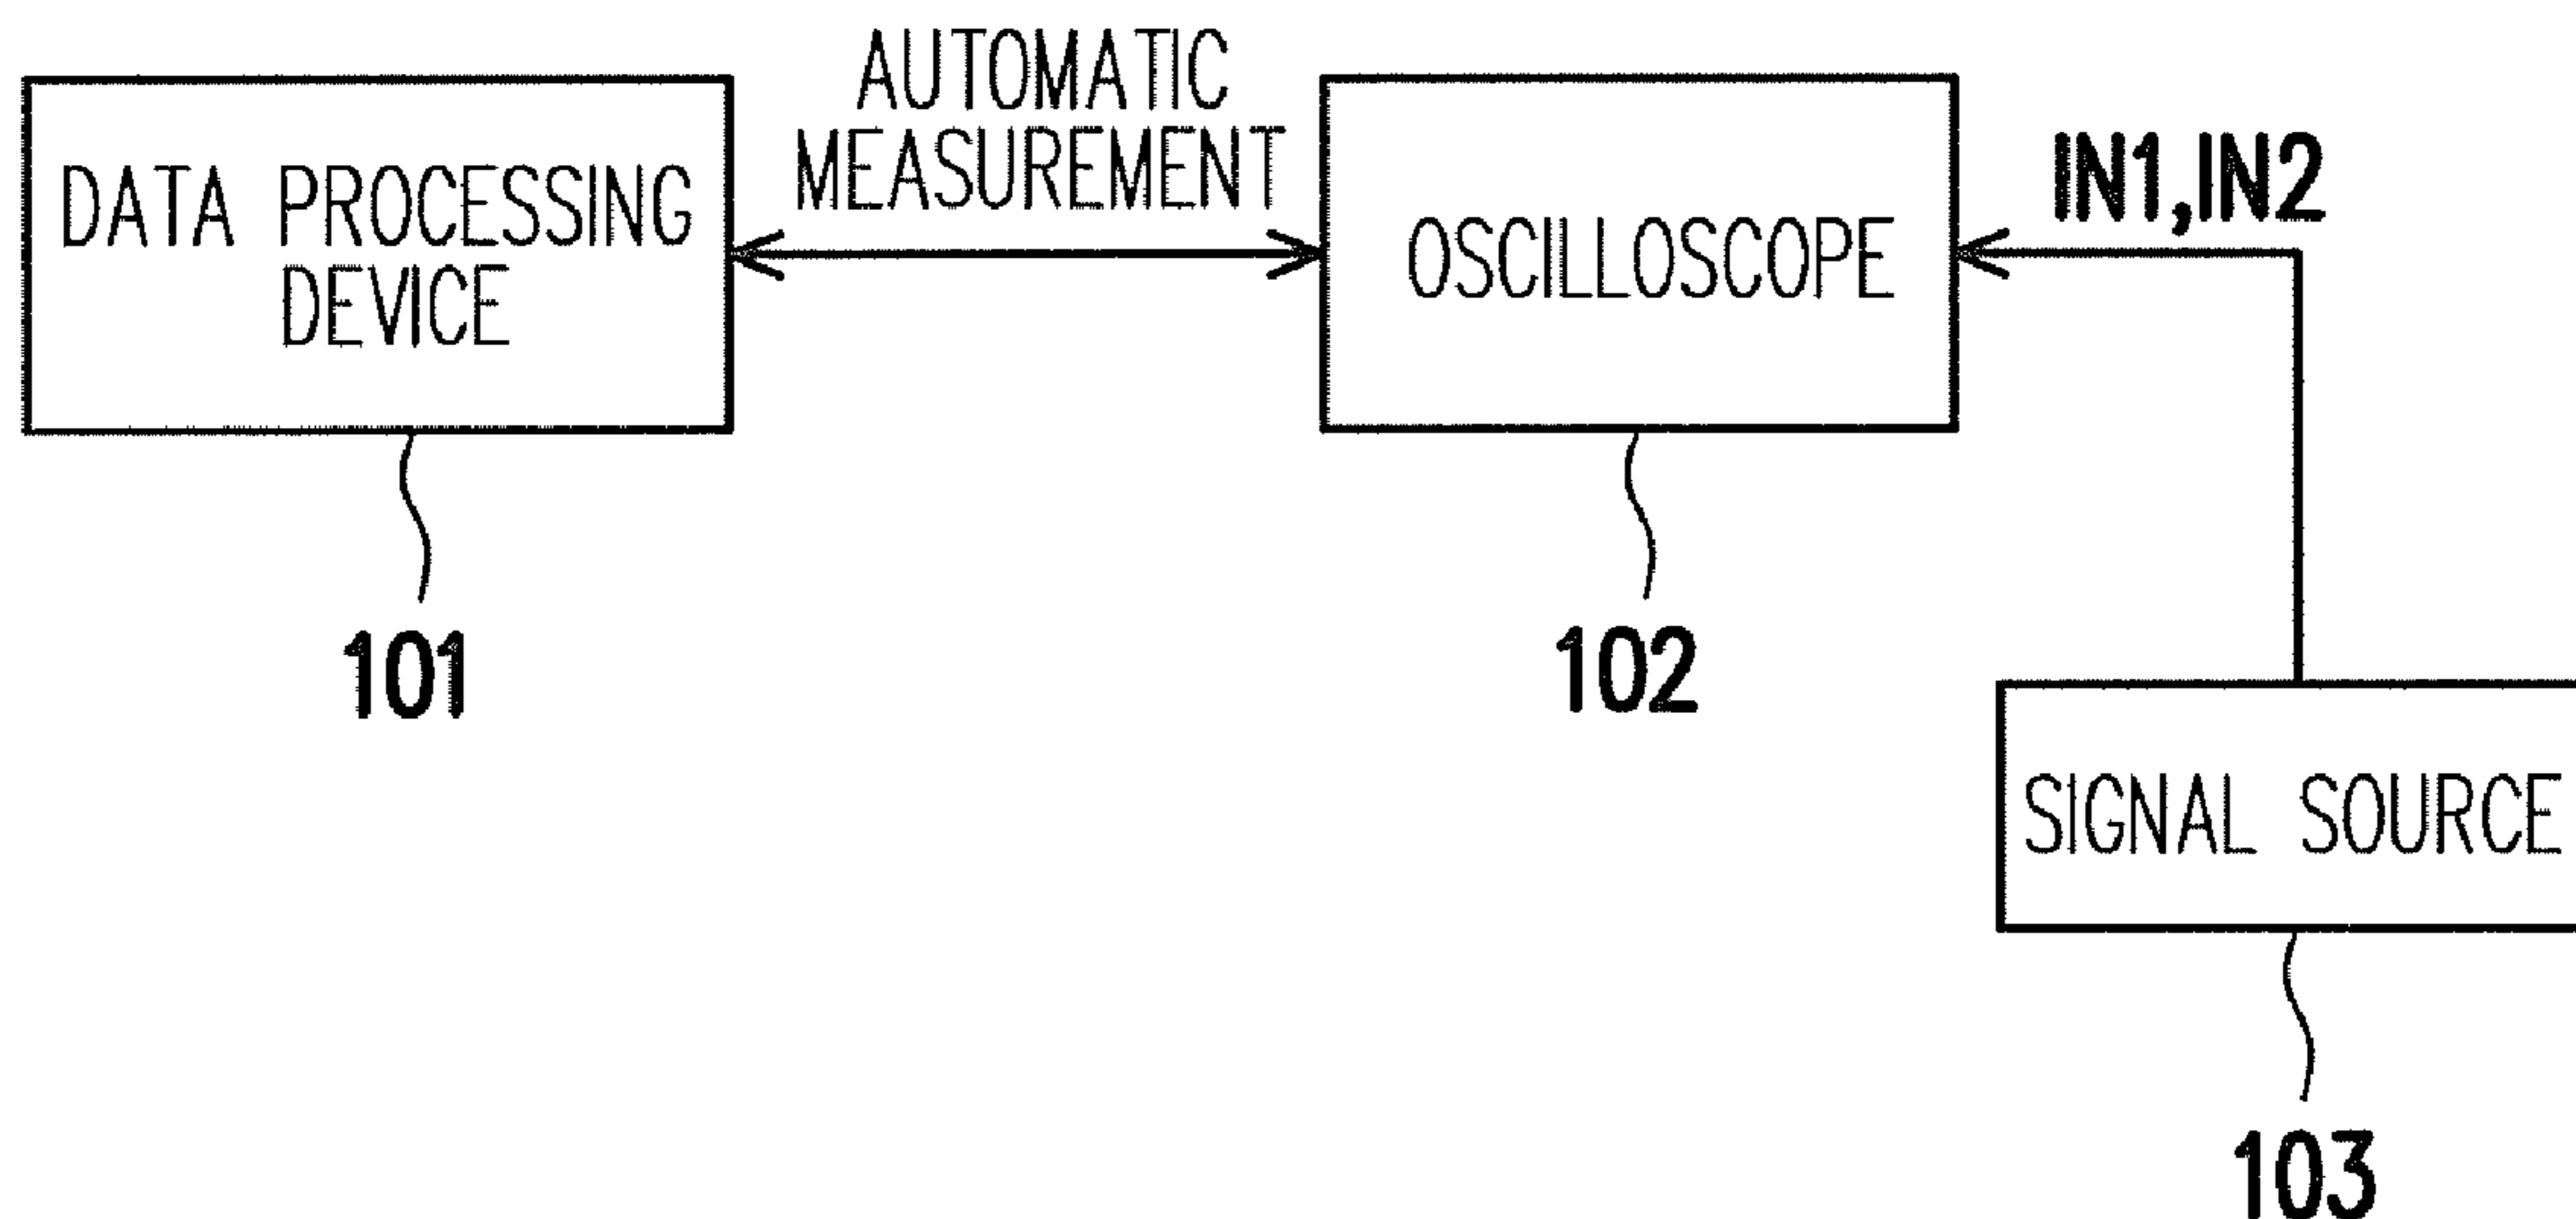 AUTOMATIC
MEASUREMENT
DATA PROCESSING
DEVICE
OSCILLOSCOPE
IN1,IN2
101
102
SIGNAL SOURCE
103